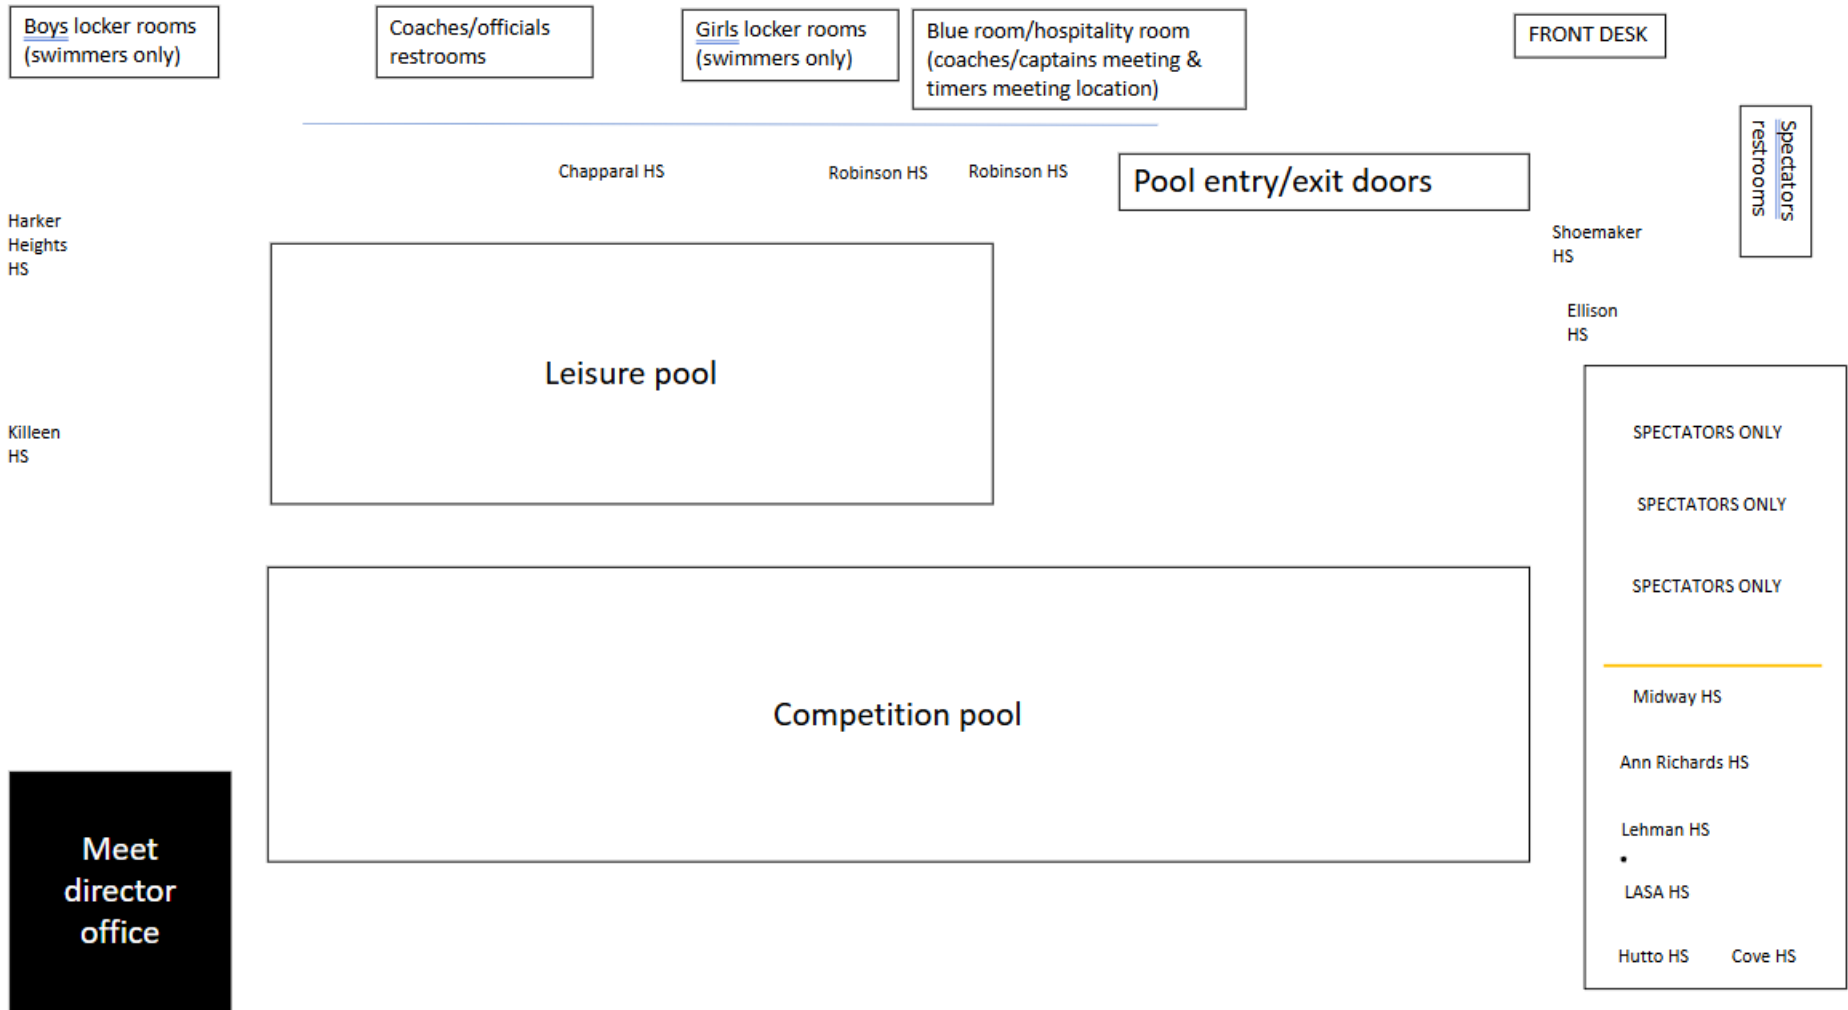 Boys locker rooms
(swimmers only)
Coaches/officials
restrooms
Girls locker rooms
(swimmers only)
Blue room/hospitality room
(coaches/captains meeting &
timers meeting location)
FRONT DESK
Spectators
restrooms
Chapparal HS
Robinson HS
Robinson HS
Pool entry/exit doors
Harker
Heights
HS
Shoemaker
HS
Ellison
HS
Leisure pool
Killeen
HS
SPECTATORS ONLY
SPECTATORS ONLY
SPECTATORS ONLY
Competition pool
Midway HS
Ann Richards HS
Lehman HS
•
LASA HS
Hutto HS
Cove HS
Meet
director
office